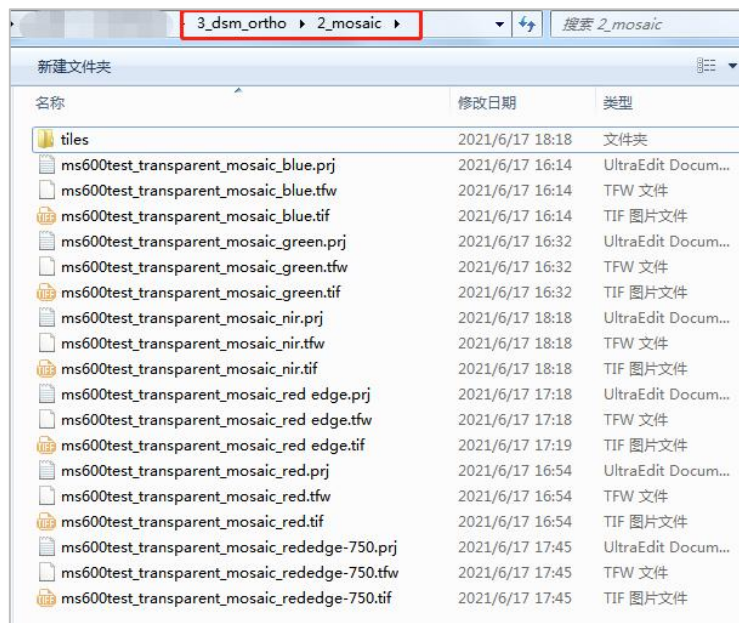 3_dsm_ortho ▸ 2_mosaic ▸ 搜索 2_mosaic
新建文件夹
名称 修改日期 类型
tiles 2021/6/17 18:18 文件夹
ms600test_transparent_mosaic_blue.prj 2021/6/17 16:14 UltraEdit Docum...
ms600test_transparent_mosaic_blue.tfw 2021/6/17 16:14 TFW 文件
ms600test_transparent_mosaic_blue.tif 2021/6/17 16:14 TIF 图片文件
ms600test_transparent_mosaic_green.prj 2021/6/17 16:32 UltraEdit Docum...
ms600test_transparent_mosaic_green.tfw 2021/6/17 16:32 TFW 文件
ms600test_transparent_mosaic_green.tif 2021/6/17 16:32 TIF 图片文件
ms600test_transparent_mosaic_nir.prj 2021/6/17 18:18 UltraEdit Docum...
ms600test_transparent_mosaic_nir.tfw 2021/6/17 18:18 TFW 文件
ms600test_transparent_mosaic_nir.tif 2021/6/17 18:18 TIF 图片文件
ms600test_transparent_mosaic_red edge.prj 2021/6/17 17:18 UltraEdit Docum...
ms600test_transparent_mosaic_red edge.tfw 2021/6/17 17:18 TFW 文件
ms600test_transparent_mosaic_red edge.tif 2021/6/17 17:19 TIF 图片文件
ms600test_transparent_mosaic_red.prj 2021/6/17 16:54 UltraEdit Docum...
ms600test_transparent_mosaic_red.tfw 2021/6/17 16:54 TFW 文件
ms600test_transparent_mosaic_red.tif 2021/6/17 16:54 TIF 图片文件
ms600test_transparent_mosaic_rededge-750.prj 2021/6/17 17:45 UltraEdit Docum...
ms600test_transparent_mosaic_rededge-750.tfw 2021/6/17 17:45 TFW 文件
ms600test_transparent_mosaic_rededge-750.tif 2021/6/17 17:45 TIF 图片文件